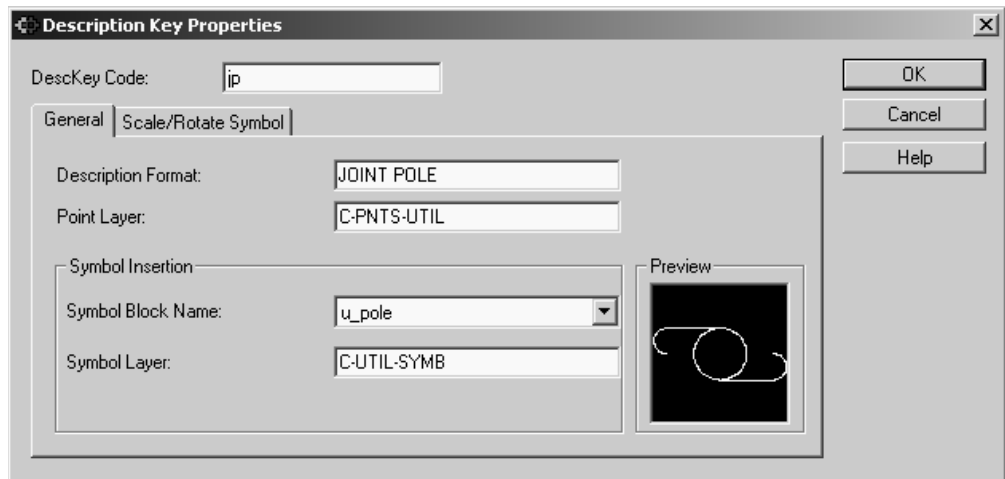 Description Key Properties
DescKey Code: jp
OK
General Scale/Rotate Symbol
Cancel
Help
Description Format: JOINT POLE
Point Layer: C-PNTS-UTIL
Symbol Insertion
Preview
Symbol Block Name: u_pole
Symbol Layer: C-UTIL-SYMB